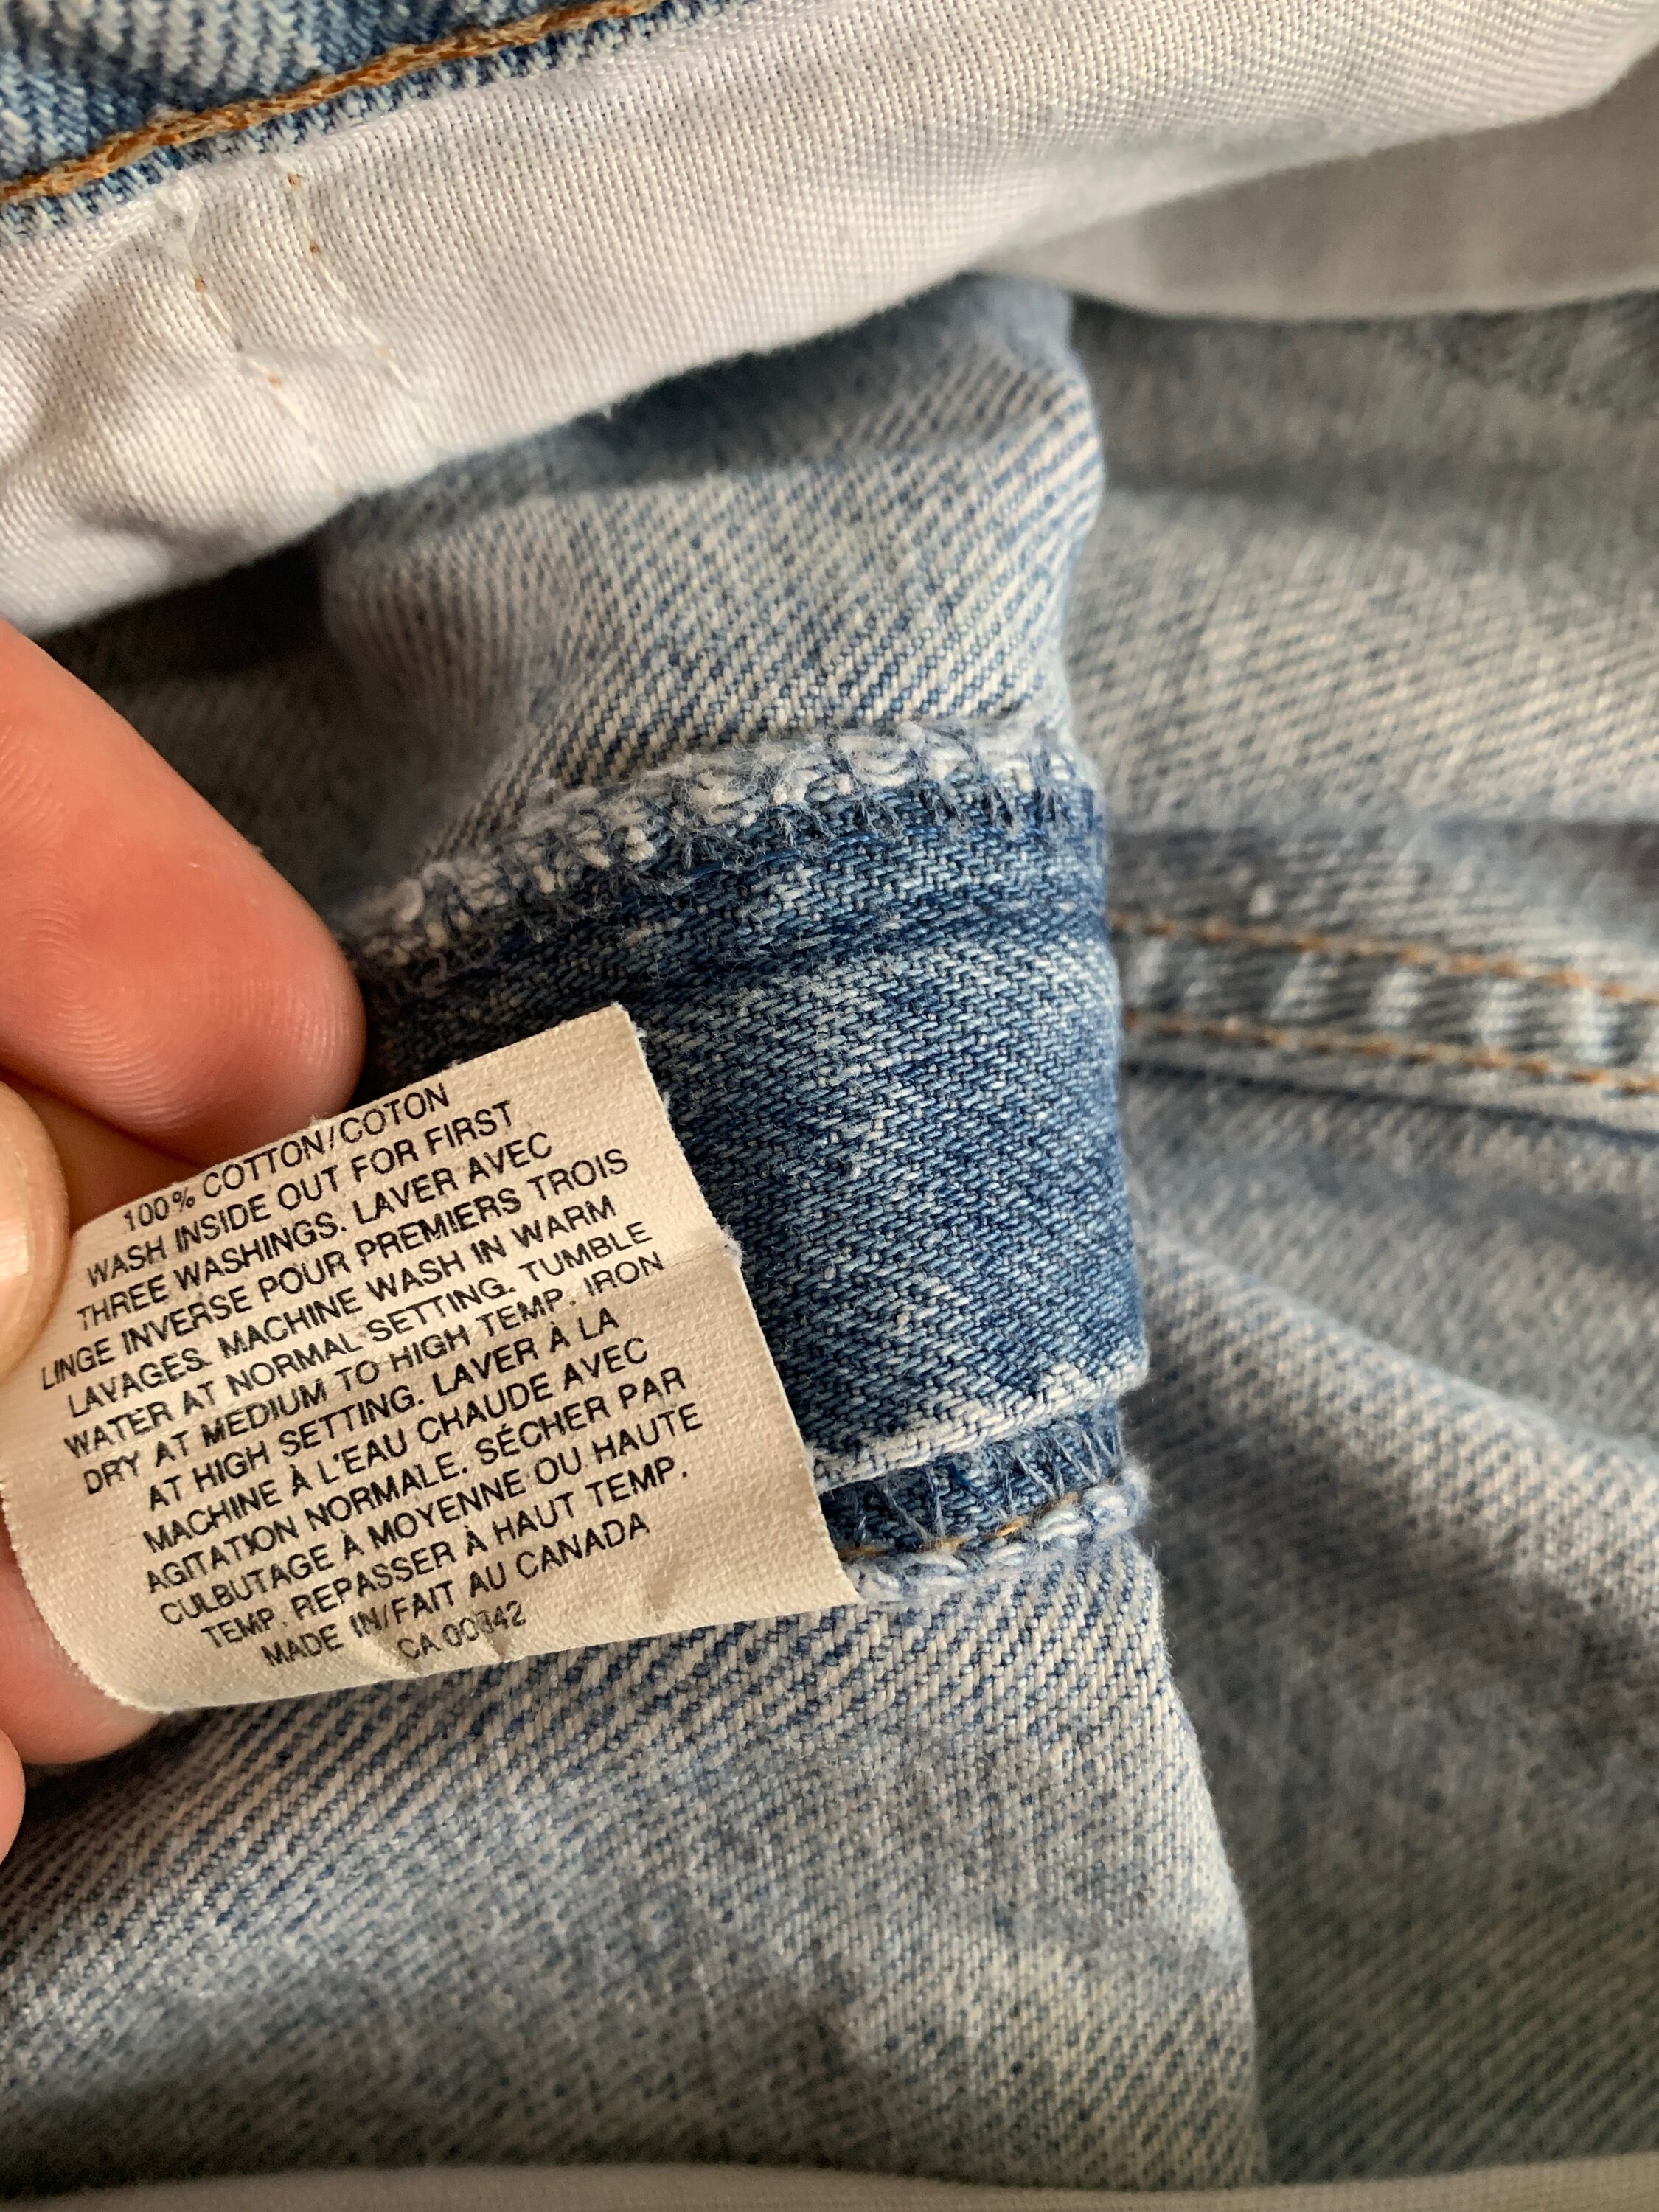 100% COTTON/COTON
WASH INSIDE OUT FOR FIRST
THREE WASHINGS. LAVER AVEC
LINGE INVERSE POUR PREMIERS TROIS
LAVAGES. MACHINE WASH IN WARM
WATER AT NORMAL SETTING. TUMBLE
DRY AT MEDIUM TO HIGH TEMP. IRON
AT HIGH SETTING. LAVER À LA
MACHINE À L'EAU CHAUDE AVEC
AGITATION NORMALE. SÉCHER PAR
CULBUTAGE À MOYENNE OU HAUTE
TEMP. REPASSER À HAUT TEMP.
MADE IN/FAIT AU CANADA
CA